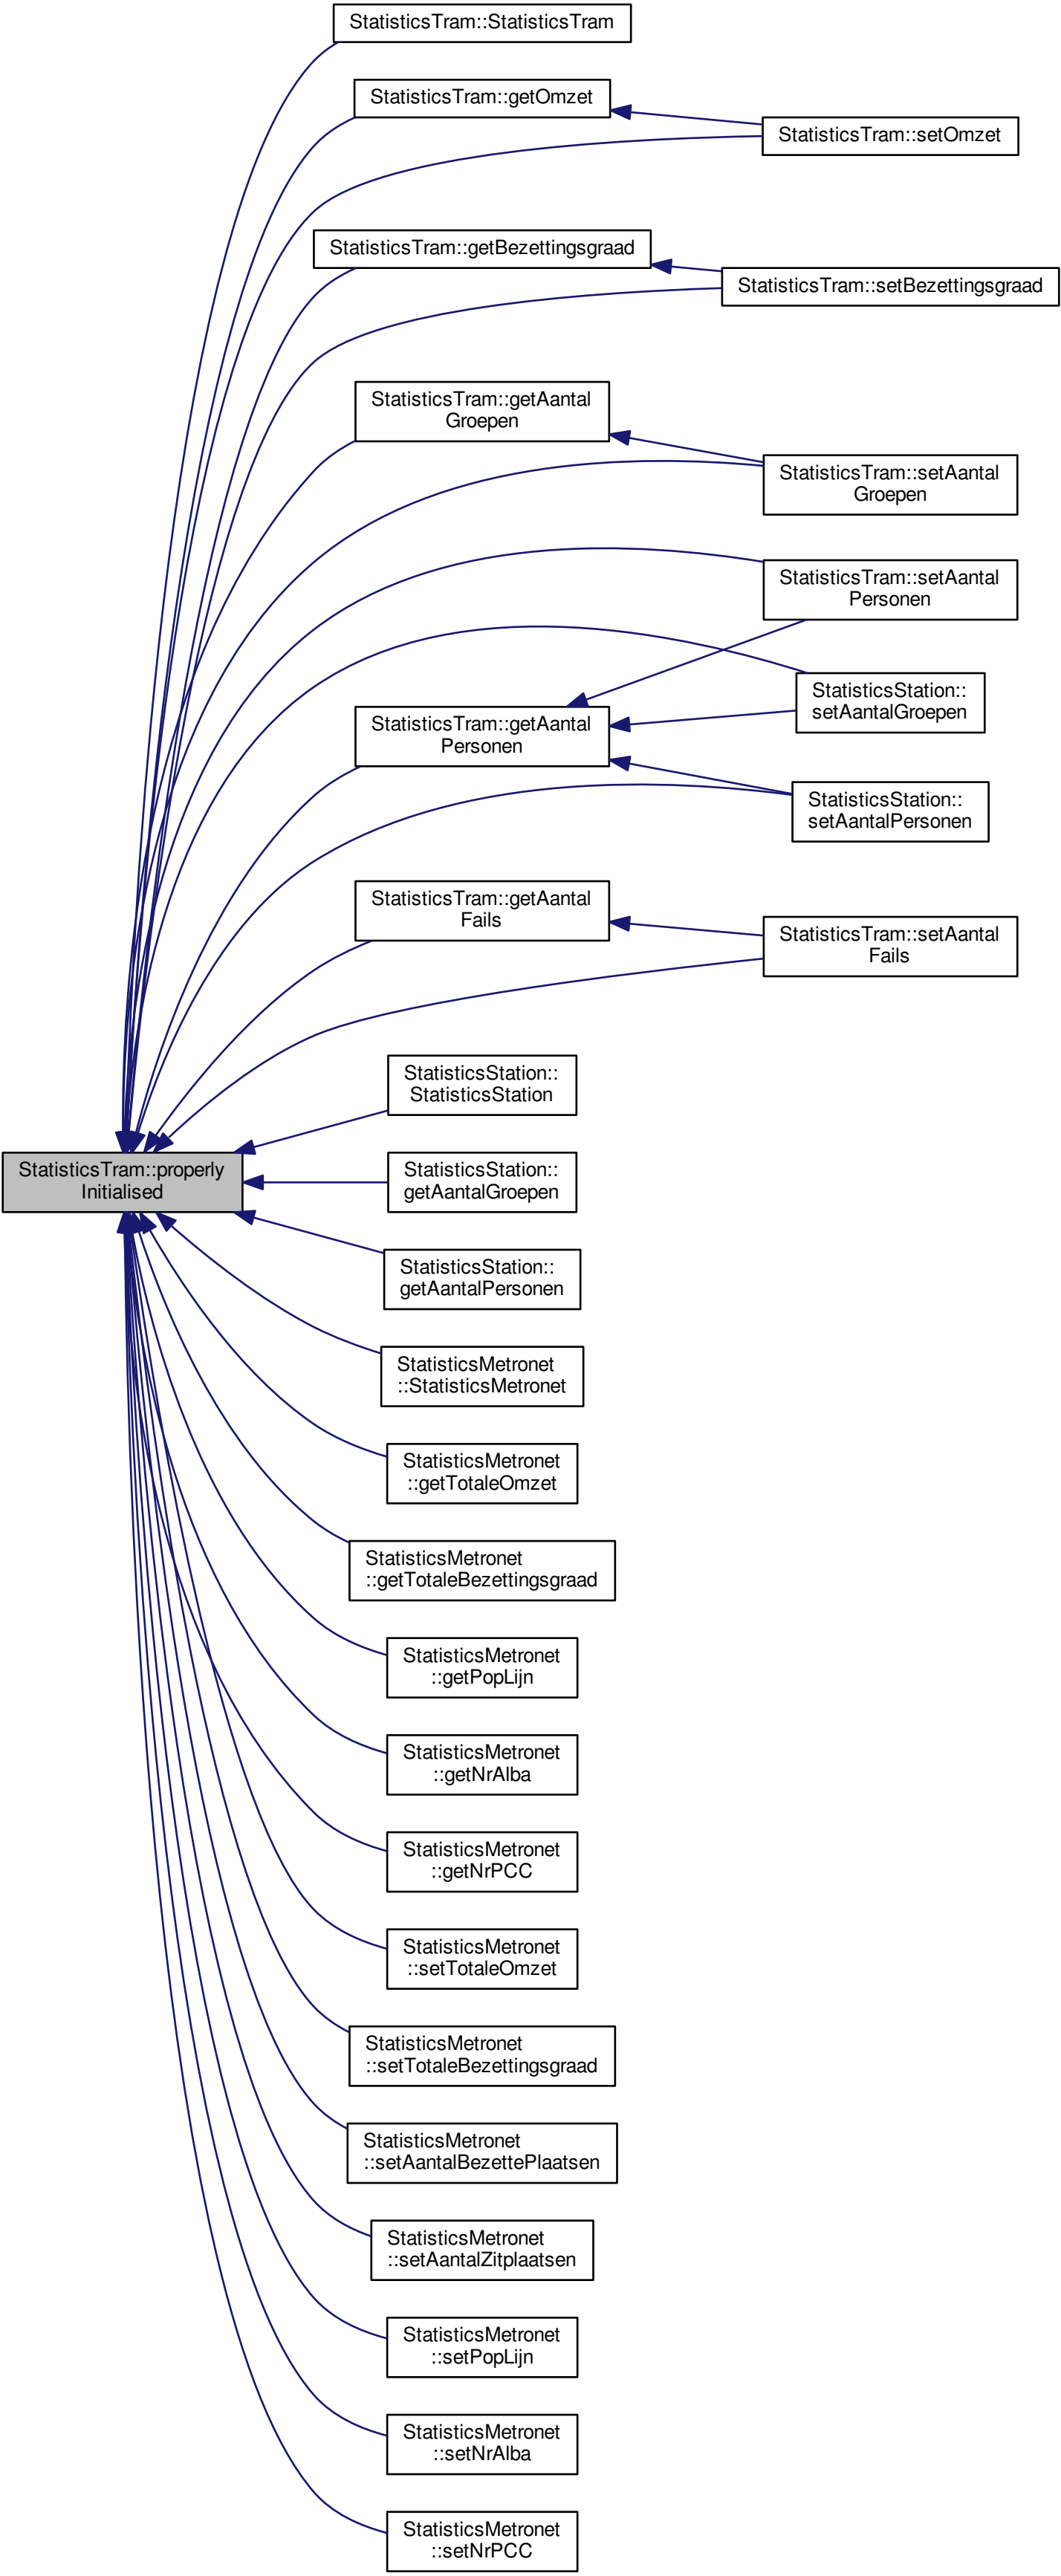 StatisticsTram::StatisticsTram
StatisticsTram::getOmzet
StatisticsTram::setOmzet
StatisticsTram::getBezettingsgraad
StatisticsTram::setBezettingsgraad
StatisticsTram::getAantal
Groepen
StatisticsTram::setAantal
Groepen
StatisticsTram::setAantal
Personen
StatisticsStation::
setAantalGroepen
StatisticsTram::getAantal
Personen
StatisticsStation::
setAantalPersonen
StatisticsTram::getAantal
Fails
StatisticsTram::setAantal
Fails
StatisticsStation::
StatisticsStation
StatisticsTram::properly
Initialised
StatisticsStation::
getAantalGroepen
StatisticsStation::
getAantalPersonen
StatisticsMetronet
::StatisticsMetronet
StatisticsMetronet
::getTotaleOmzet
StatisticsMetronet
::getTotaleBezettingsgraad
StatisticsMetronet
::getPopLijn
StatisticsMetronet
::getNrAlba
StatisticsMetronet
::getNrPCC
StatisticsMetronet
::setTotaleOmzet
StatisticsMetronet
::setTotaleBezettingsgraad
StatisticsMetronet
::setAantalBezettePlaatsen
StatisticsMetronet
::setAantalZitplaatsen
StatisticsMetronet
::setPopLijn
StatisticsMetronet
::setNrAlba
StatisticsMetronet
::setNrPCC